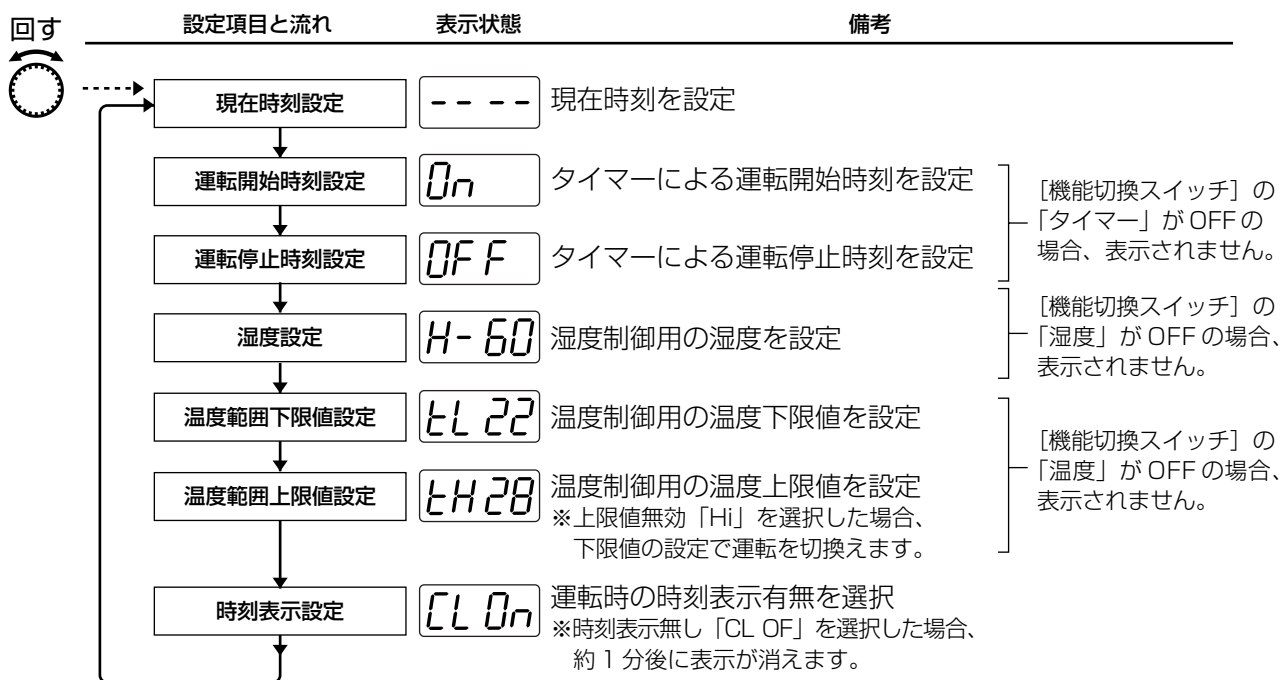 回す
設定項目と流れ 表示状態 備考
現在時刻設定 - - - - 現在時刻を設定
運転開始時刻設定 On タイマーによる運転開始時刻を設定
運転停止時刻設定 OFF タイマーによる運転停止時刻を設定
[機能切換スイッチ]の
「タイマー」がOFFの
場合、表示されません。
湿度設定 H-60 湿度制御用の湿度を設定
[機能切換スイッチ]の
「湿度」がOFFの場合、
表示されません。
温度範囲下限値設定 tL 22 温度制御用の温度下限値を設定
温度範囲上限値設定 tH 28 温度制御用の温度上限値を設定
※上限値無効「Hi」を選択した場合、
下限値の設定で運転を切換えます。
[機能切換スイッチ]の
「温度」がOFFの場合、
表示されません。
時刻表示設定 CL On 運転時の時刻表示有無を選択
※時刻表示無し「CL OF」を選択した場合、
約1分後に表示が消えます。